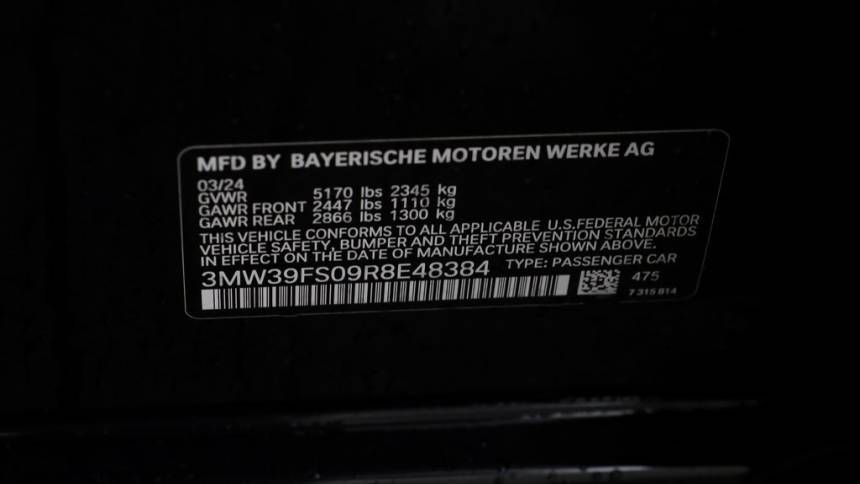 MFD BY BAYERISCHE MOTOREN WERKE AG
03/24
GVWR 5170 lbs 2345 kg
GAWR FRONT 2447 lbs 1110 kg
GAWR REAR 2866 lbs 1300 kg
THIS VEHICLE CONFORMS TO ALL APPLICABLE U.S.FEDERAL MOTOR
VEHICLE SAFETY, BUMPER AND THEFT PREVENTION STANDARDS
IN EFFECT ON THE DATE OF MANUFACTURE SHOWN ABOVE.
3MW39FS09R8E48384 TYPE: PASSENGER CAR
475
7 315 814